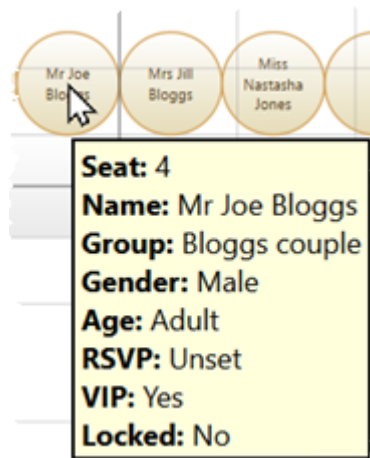 Mr Joe
Bloggs
Mrs Jill
Bloggs
Miss
Nastasha
Jones
Seat: 4
Name: Mr Joe Bloggs
Group: Bloggs couple
Gender: Male
Age: Adult
RSVP: Unset
VIP: Yes
Locked: No